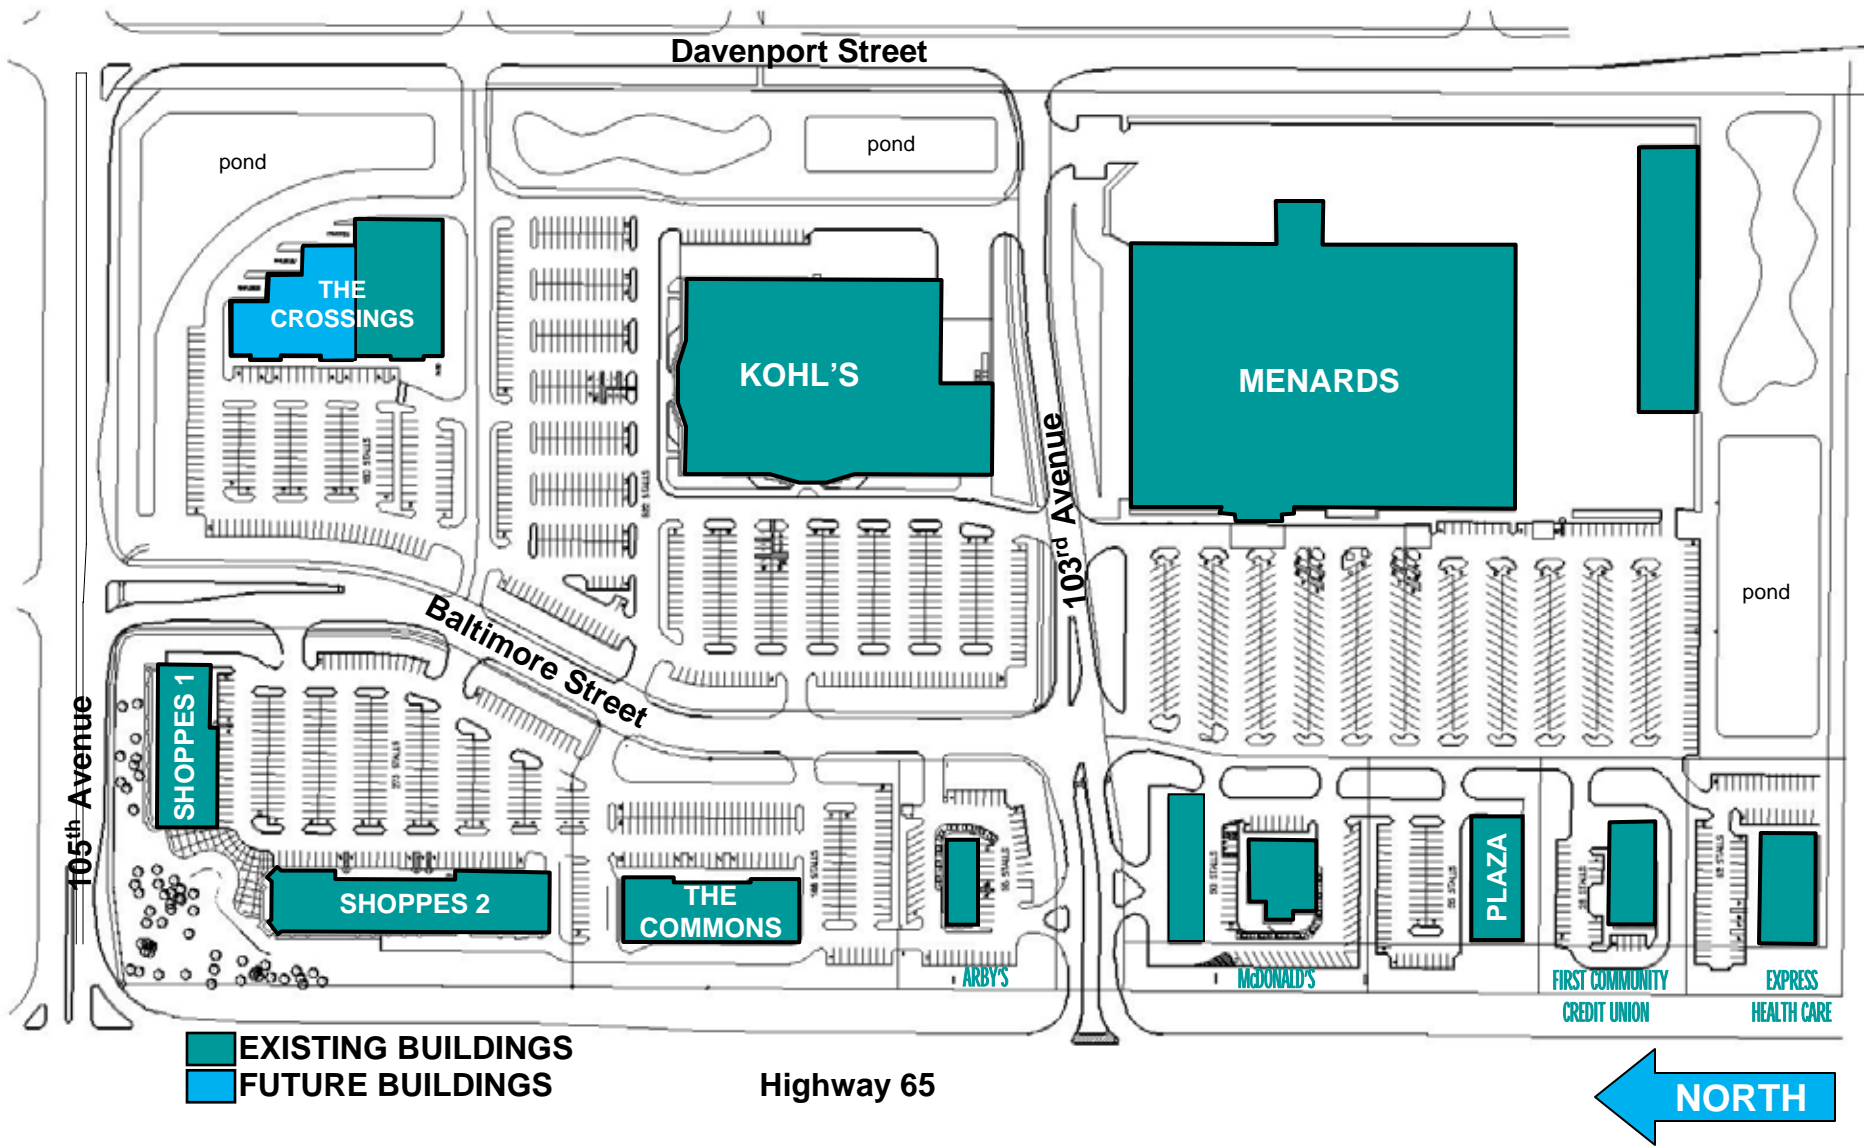 Davenport Street
pond
pond
THE
CROSSINGS
KOHL'S
MENARDS
103rd Avenue
pond
Baltimore Street
105th Avenue
SHOPPES 1
SHOPPES 2
THE
COMMONS
PLAZA
ARBY'S
McDONALD'S
FIRST COMMUNITY
CREDIT UNION
EXPRESS
HEALTH CARE
EXISTING BUILDINGS
FUTURE BUILDINGS
Highway 65
NORTH